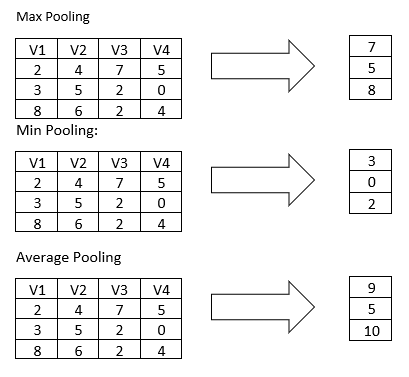 Max Pooling
V1 V2 V3 V4
2 4 7 5
3 5 2 0
8 6 2 4
7
5
8
Min Pooling:
V1 V2 V3 V4
2 4 7 5
3 5 2 0
8 6 2 4
3
0
2
Average Pooling
V1 V2 V3 V4
2 4 7 5
3 5 2 0
8 6 2 4
9
5
10